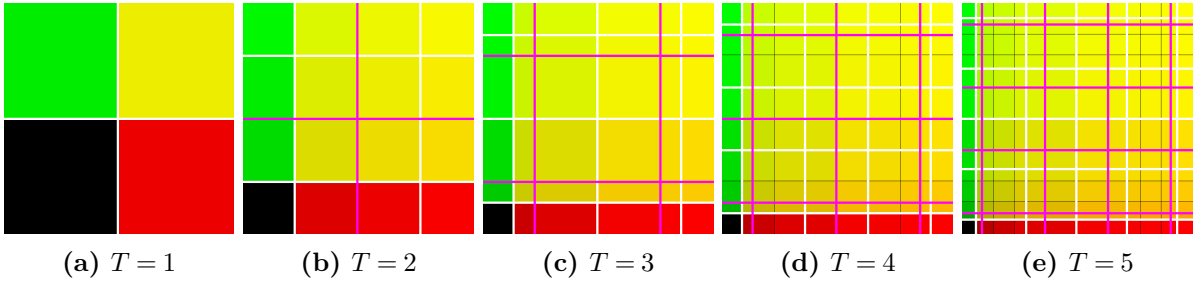 (a) T = 1
(b) T = 2
(c) T = 3
(d) T = 4
(e) T = 5